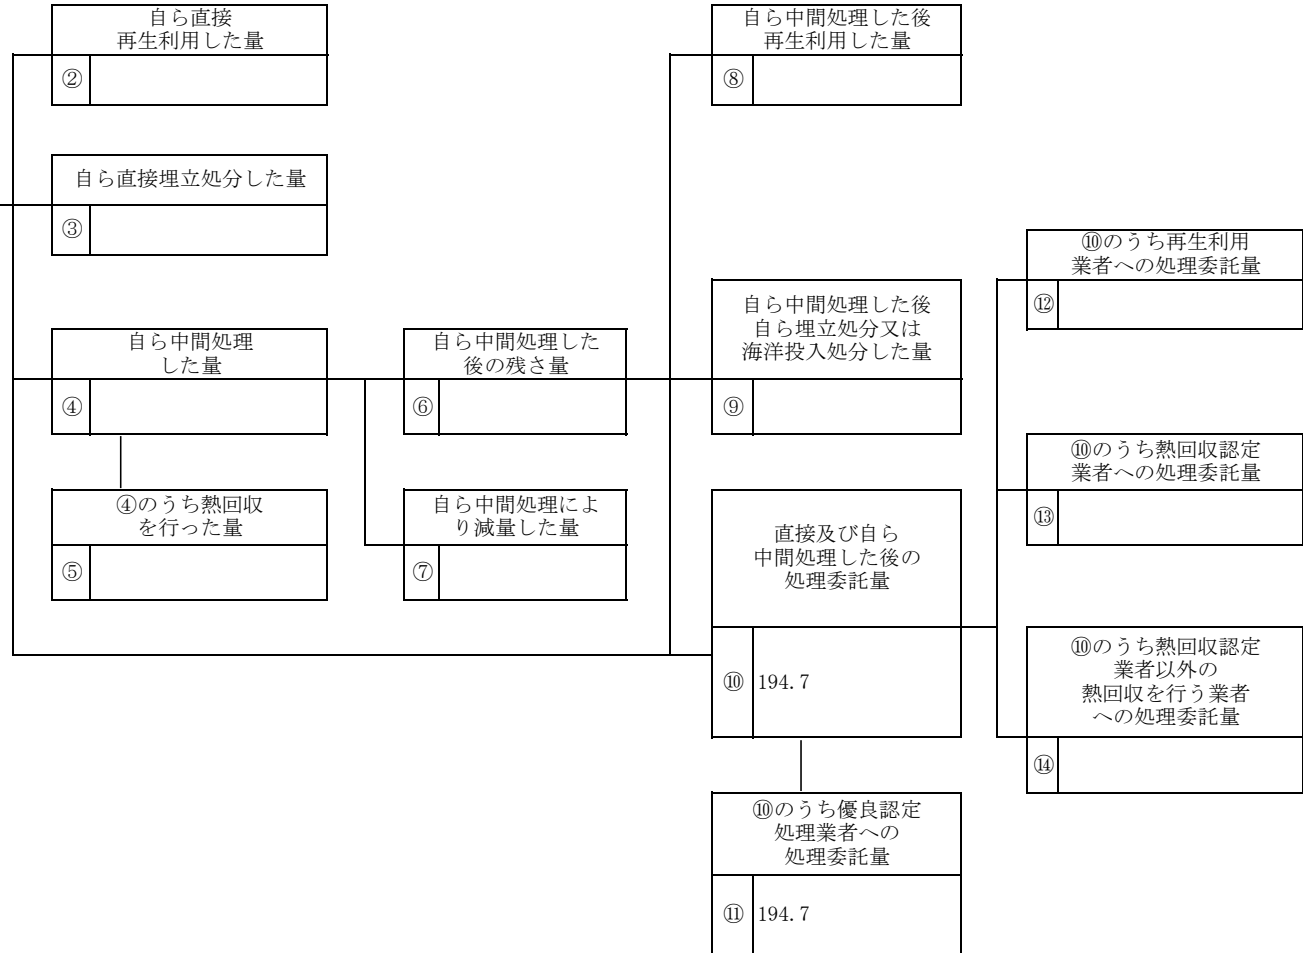 自ら直接
再生利用した量
②
自ら中間処理した後
再生利用した量
⑧
自ら直接埋立処分した量
③
⑩のうち再生利用
業者への処理委託量
⑫
自ら中間処理
した量
④
自ら中間処理した
後の残さ量
⑥
自ら中間処理した後
自ら埋立処分又は
海洋投入処分した量
⑨
⑩のうち熱回収認定
業者への処理委託量
⑬
④のうち熱回収
を行った量
⑤
自ら中間処理によ
り減量した量
⑦
直接及び自ら
中間処理した後の
処理委託量
⑩ 194.7
⑩のうち熱回収認定
業者以外の
熱回収を行う業者
への処理委託量
⑭
⑩のうち優良認定
処理業者への
処理委託量
⑪ 194.7